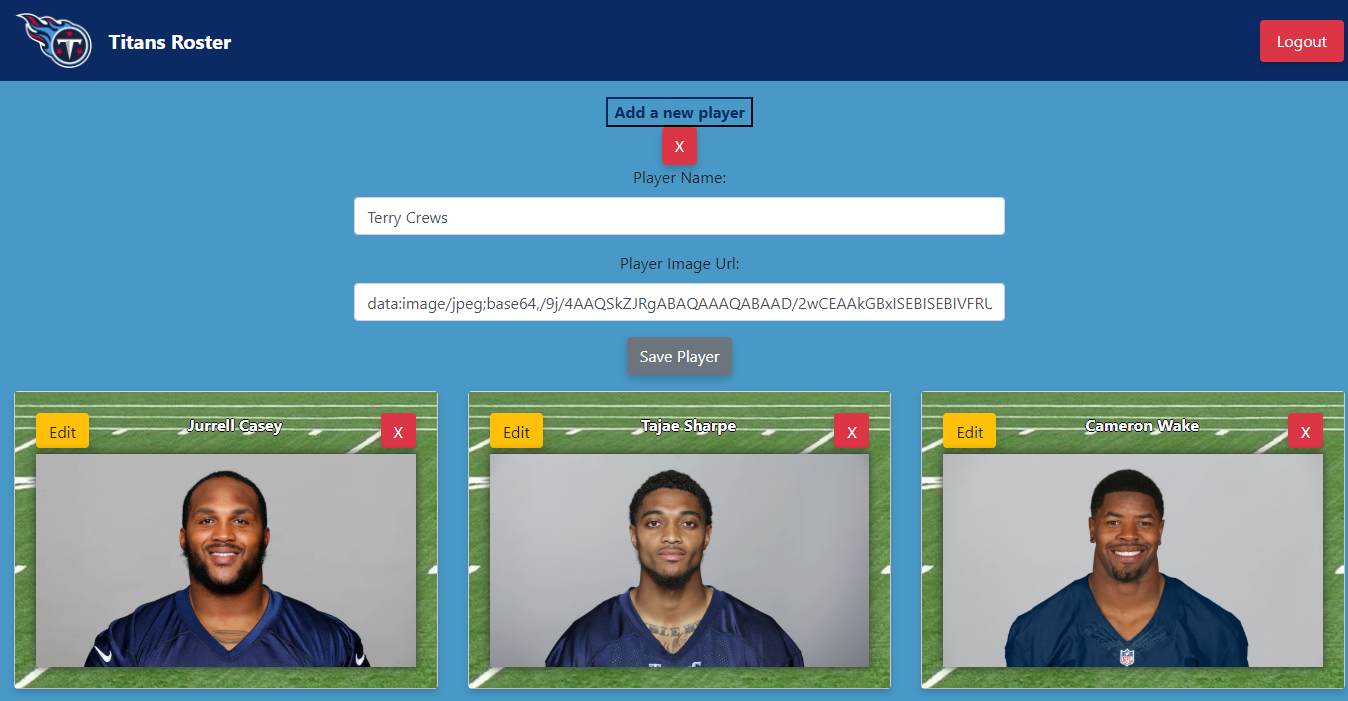 Titans Roster
Logout
Add a new player
X
Player Name:
Terry Crews
Player Image Url:
data:image/jpeg;base64,/9j/4AAQSkZJRgABAQAAAQABAAD/2wCEAAkGBxISEBISEBIVFRU
Save Player
Edit Jurrell Casey X
Edit Tajae Sharpe X
Edit Cameron Wake X